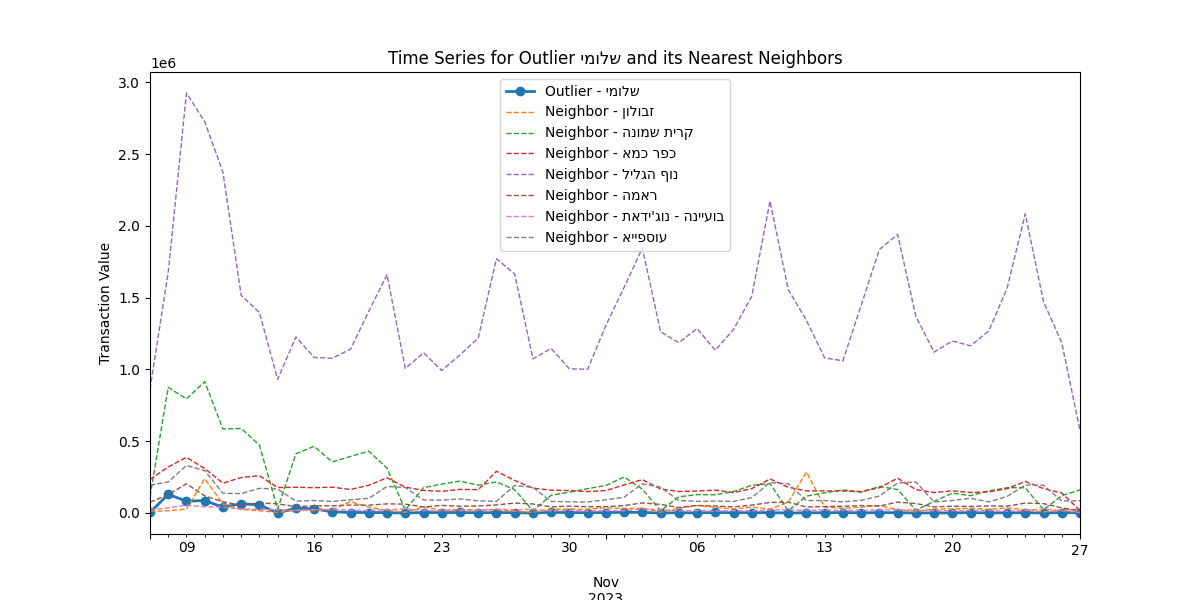 Time Series for Outlier שלומי and its Nearest Neighbors
1e6
Outlier - שלומי
Neighbor - זבולון
Neighbor - קרית שמונה
Neighbor - כפר כמא
Neighbor - נוף הגליל
Neighbor - ראמה
Neighbor - בועיינה - נוג'ידאת
Neighbor - עוספייא
3.0
2.5
2.0
1.5
1.0
0.5
0.0
Transaction Value
09 16 23 30 06 13 20 27
Nov
2023